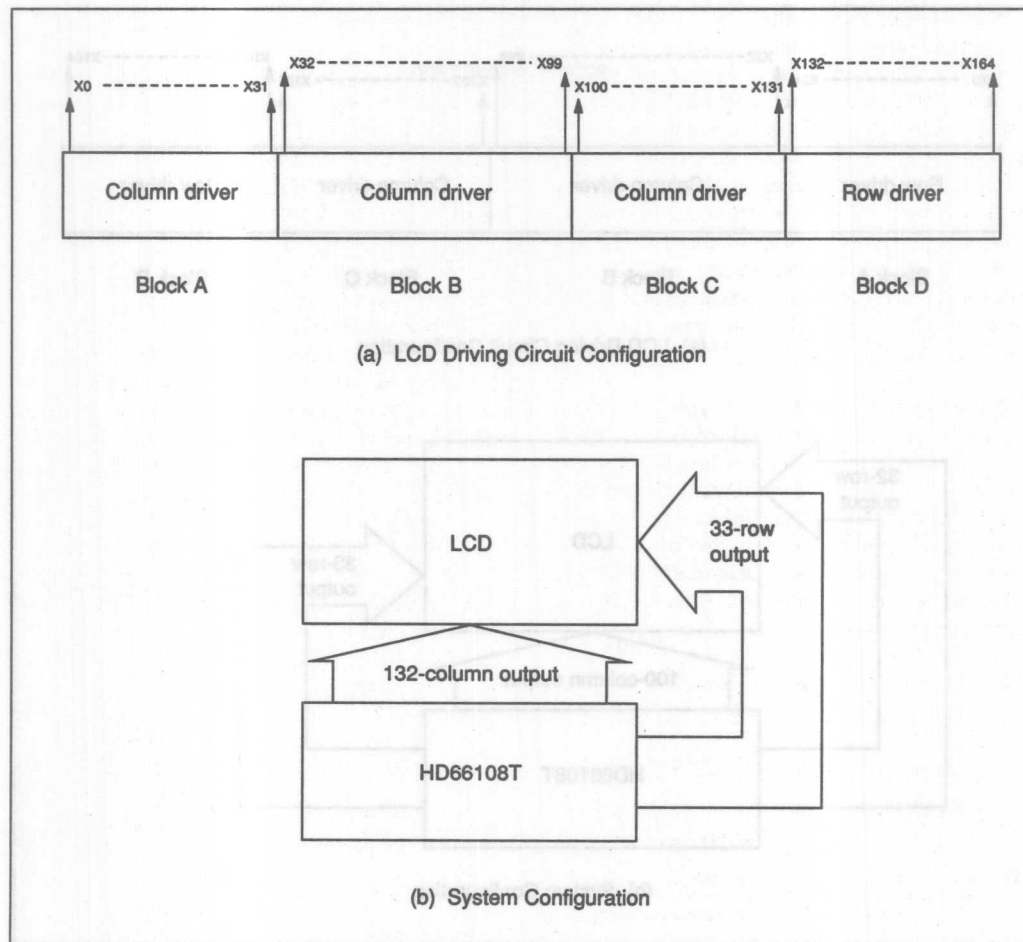 X0 X31
X32 X99
X100 X131
X132 X164
Column driver Column driver Column driver Row driver
Block A Block B Block C Block D
(a) LCD Driving Circuit Configuration
LCD
33-row
output
132-column output
HD66108T
(b) System Configuration